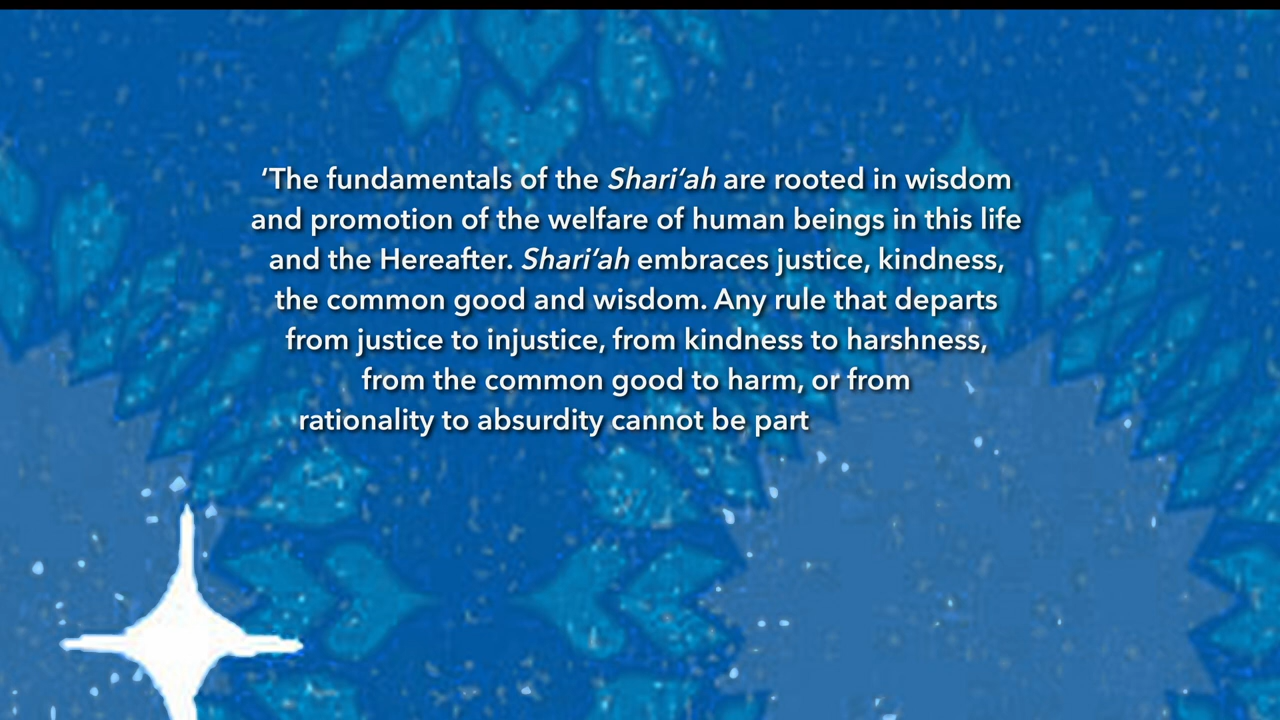 ‘The fundamentals of the Shari‘ah are rooted in wisdom
and promotion of the welfare of human beings in this life
and the Hereafter. Shari‘ah embraces justice, kindness,
the common good and wisdom. Any rule that departs
from justice to injustice, from kindness to harshness,
from the common good to harm, or from
rationality to absurdity cannot be part